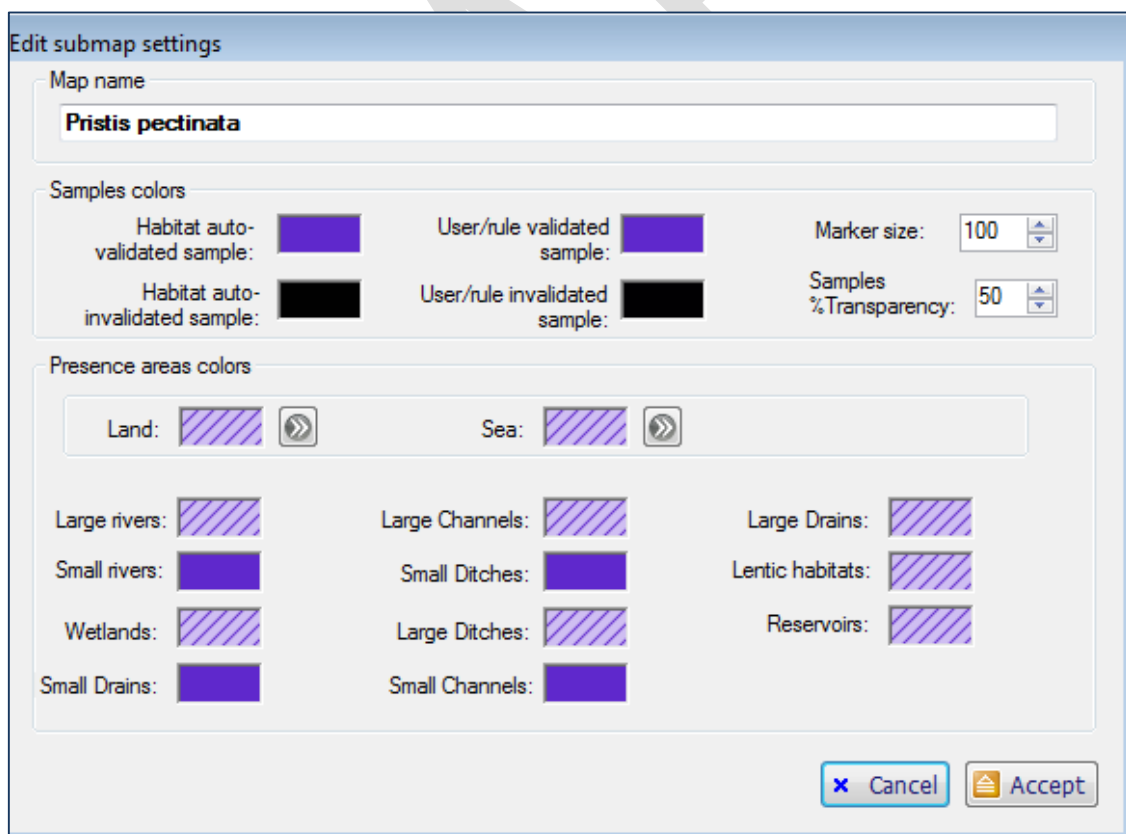 Edit submap settings
Map name
Pristis pectinata
Samples colors
Habitat auto-
validated sample:
User/rule validated
sample:
Marker size:
100
Habitat auto-
invalidated sample:
User/rule invalidated
sample:
Samples
%Transparency:
50
Presence areas colors
Land:
Sea:
Large rivers:
Large Channels:
Large Drains:
Small rivers:
Small Ditches:
Lentic habitats:
Wetlands:
Large Ditches:
Reservoirs:
Small Drains:
Small Channels:
Cancel
Accept